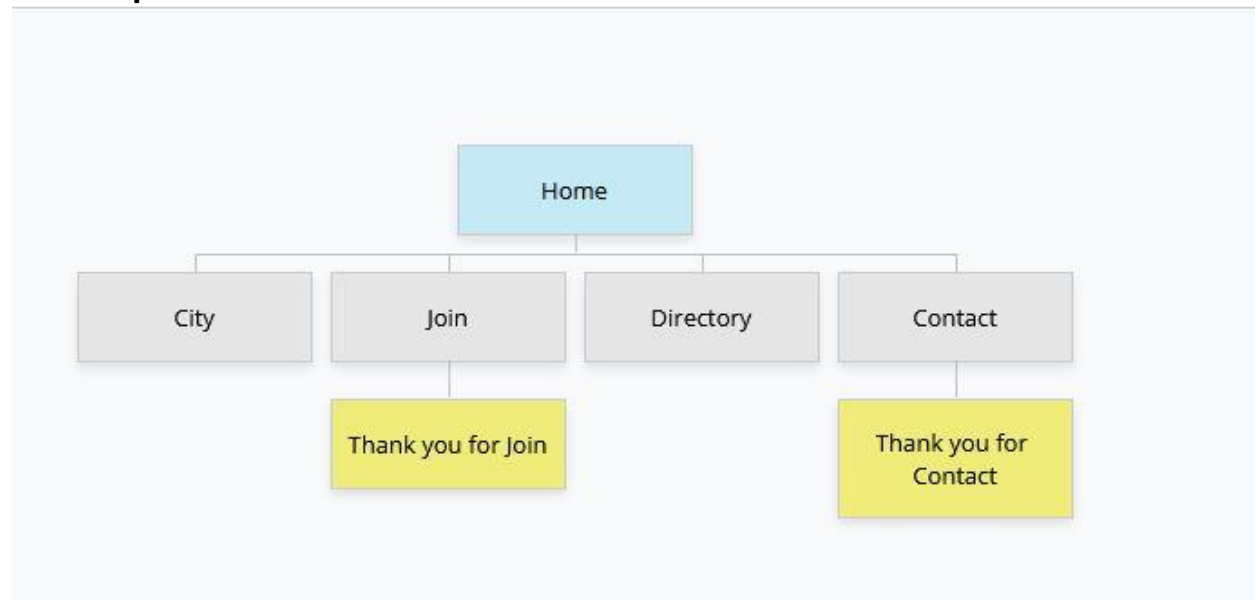 Home
City
Join
Directory
Contact
Thank you for Join
Thank you for
Contact